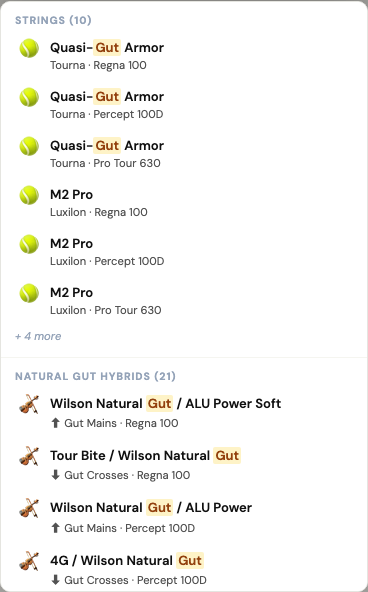 STRINGS (10)
Quasi-Gut Armor
Tourna · Regna 100
Quasi-Gut Armor
Tourna · Percept 100D
Quasi-Gut Armor
Tourna · Pro Tour 630
M2 Pro
Luxilon · Regna 100
M2 Pro
Luxilon · Percept 100D
M2 Pro
Luxilon · Pro Tour 630
+ 4 more
NATURAL GUT HYBRIDS (21)
Wilson Natural Gut / ALU Power Soft
⬆ Gut Mains · Regna 100
Tour Bite / Wilson Natural Gut
⬇ Gut Crosses · Regna 100
Wilson Natural Gut / ALU Power
⬆ Gut Mains · Percept 100D
4G / Wilson Natural Gut
⬇ Gut Crosses · Percept 100D